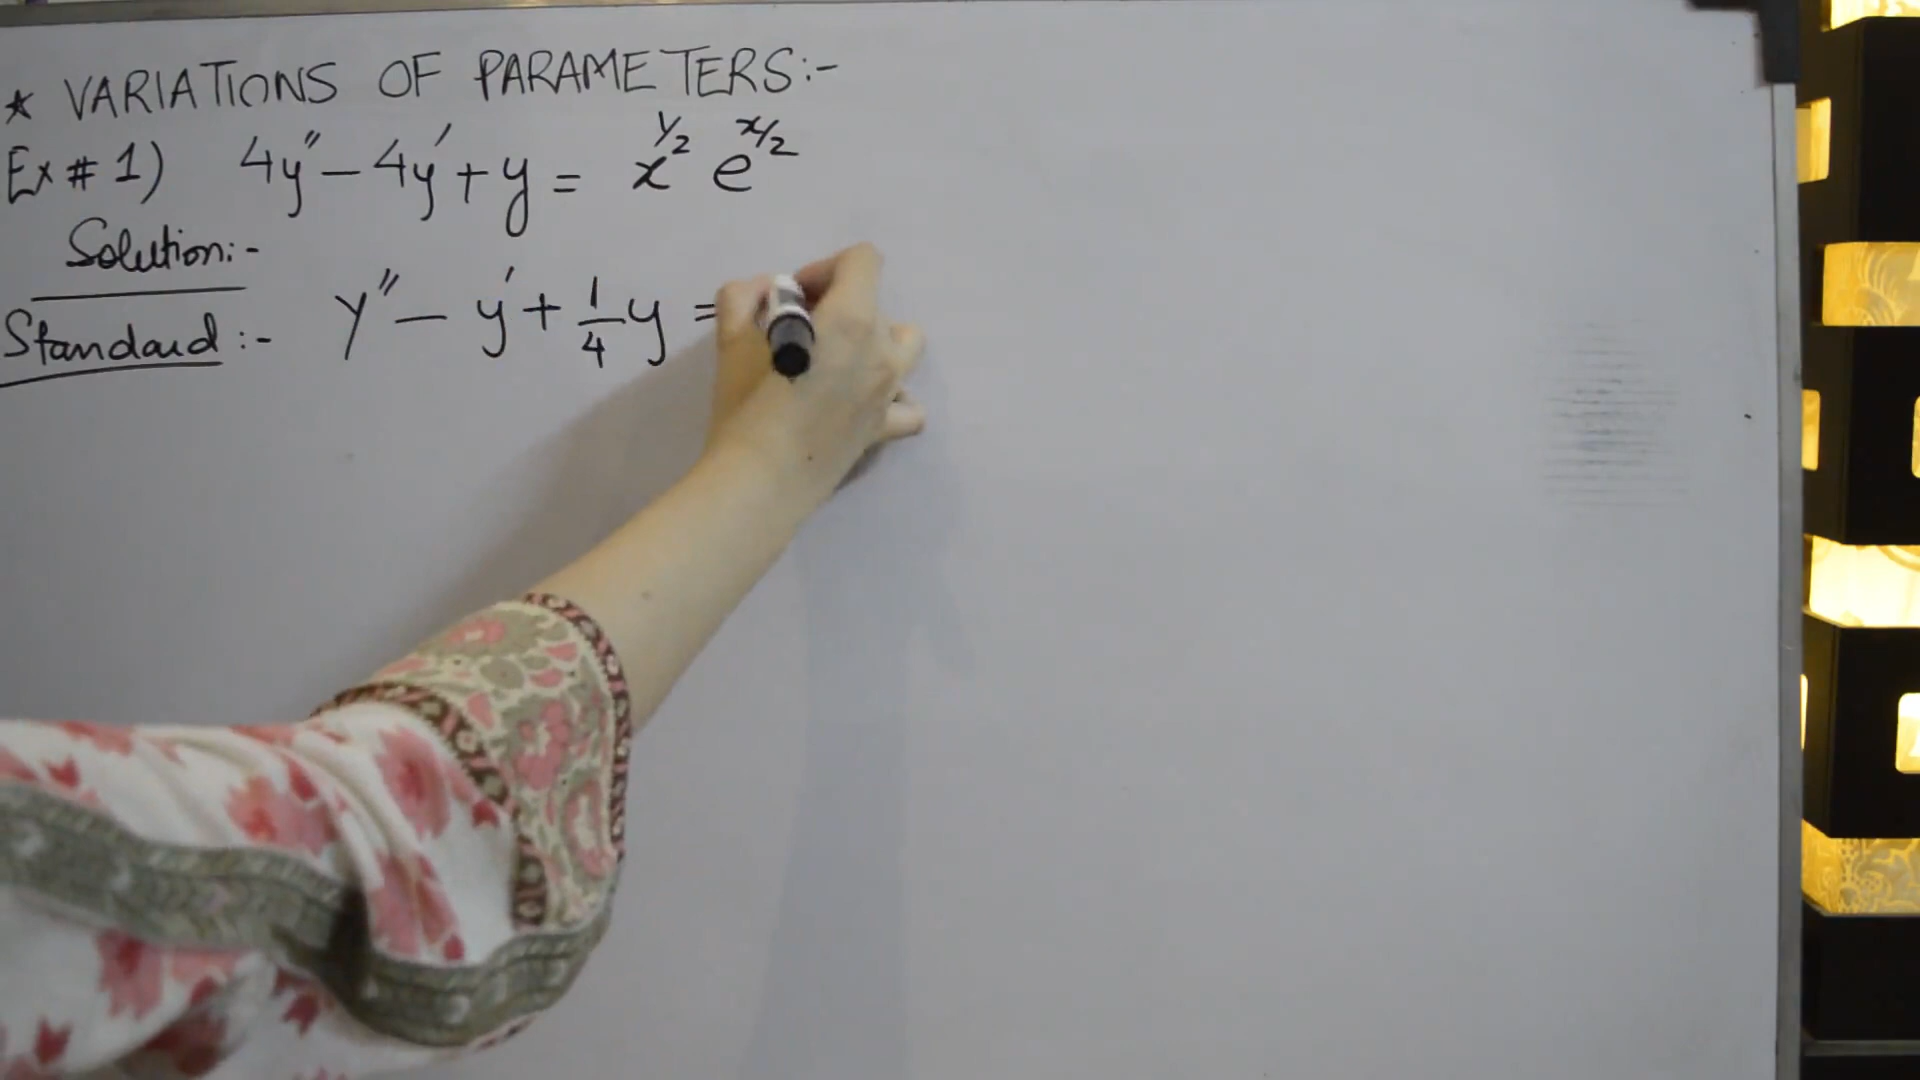 * VARIATIONS OF PARAMETERS:-
Ex # 1) 4y'' - 4y' + y = x^{1/2} e^{x/2}
Solution:-
Standard :- y'' - y' + 1/4 y =